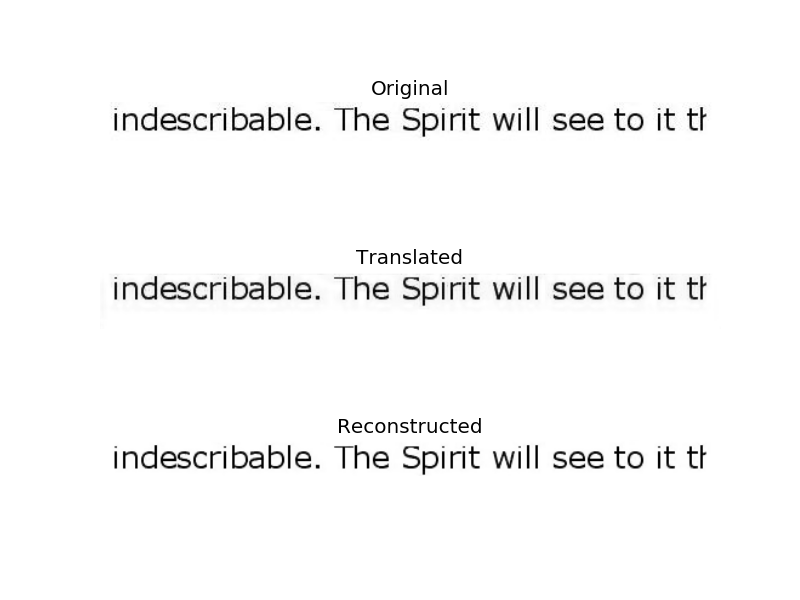 Original
indescribable. The Spirit will see to it th
Translated
indescribable. The Spirit will see to it th
Reconstructed
indescribable. The Spirit will see to it th